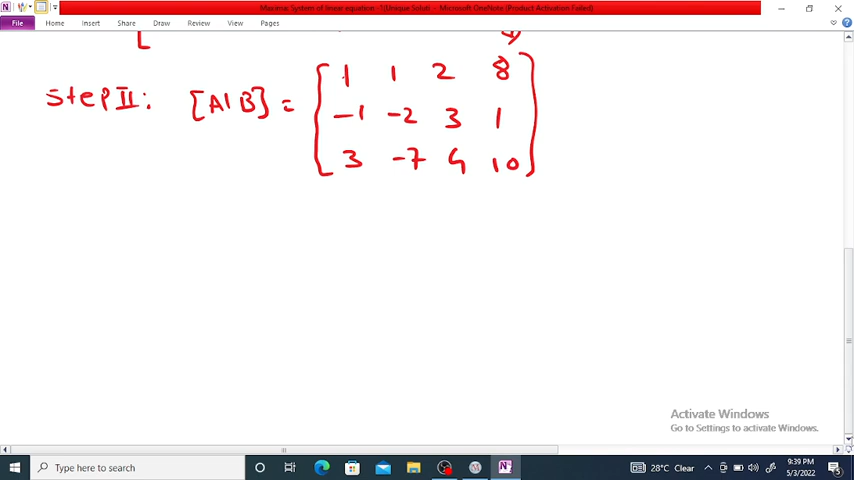 Maxima: System of linear equation -1(Unique Soluti - Microsoft OneNote (Product Activation Failed)
File Home Insert Share Draw Review View Pages
Step II: [A|B] =
1 1 2 8
-1 -2 3 1
3 -7 4 10
Activate Windows
Go to Settings to activate Windows.
Type here to search
28°C Clear
9:39 PM
5/3/2022
5